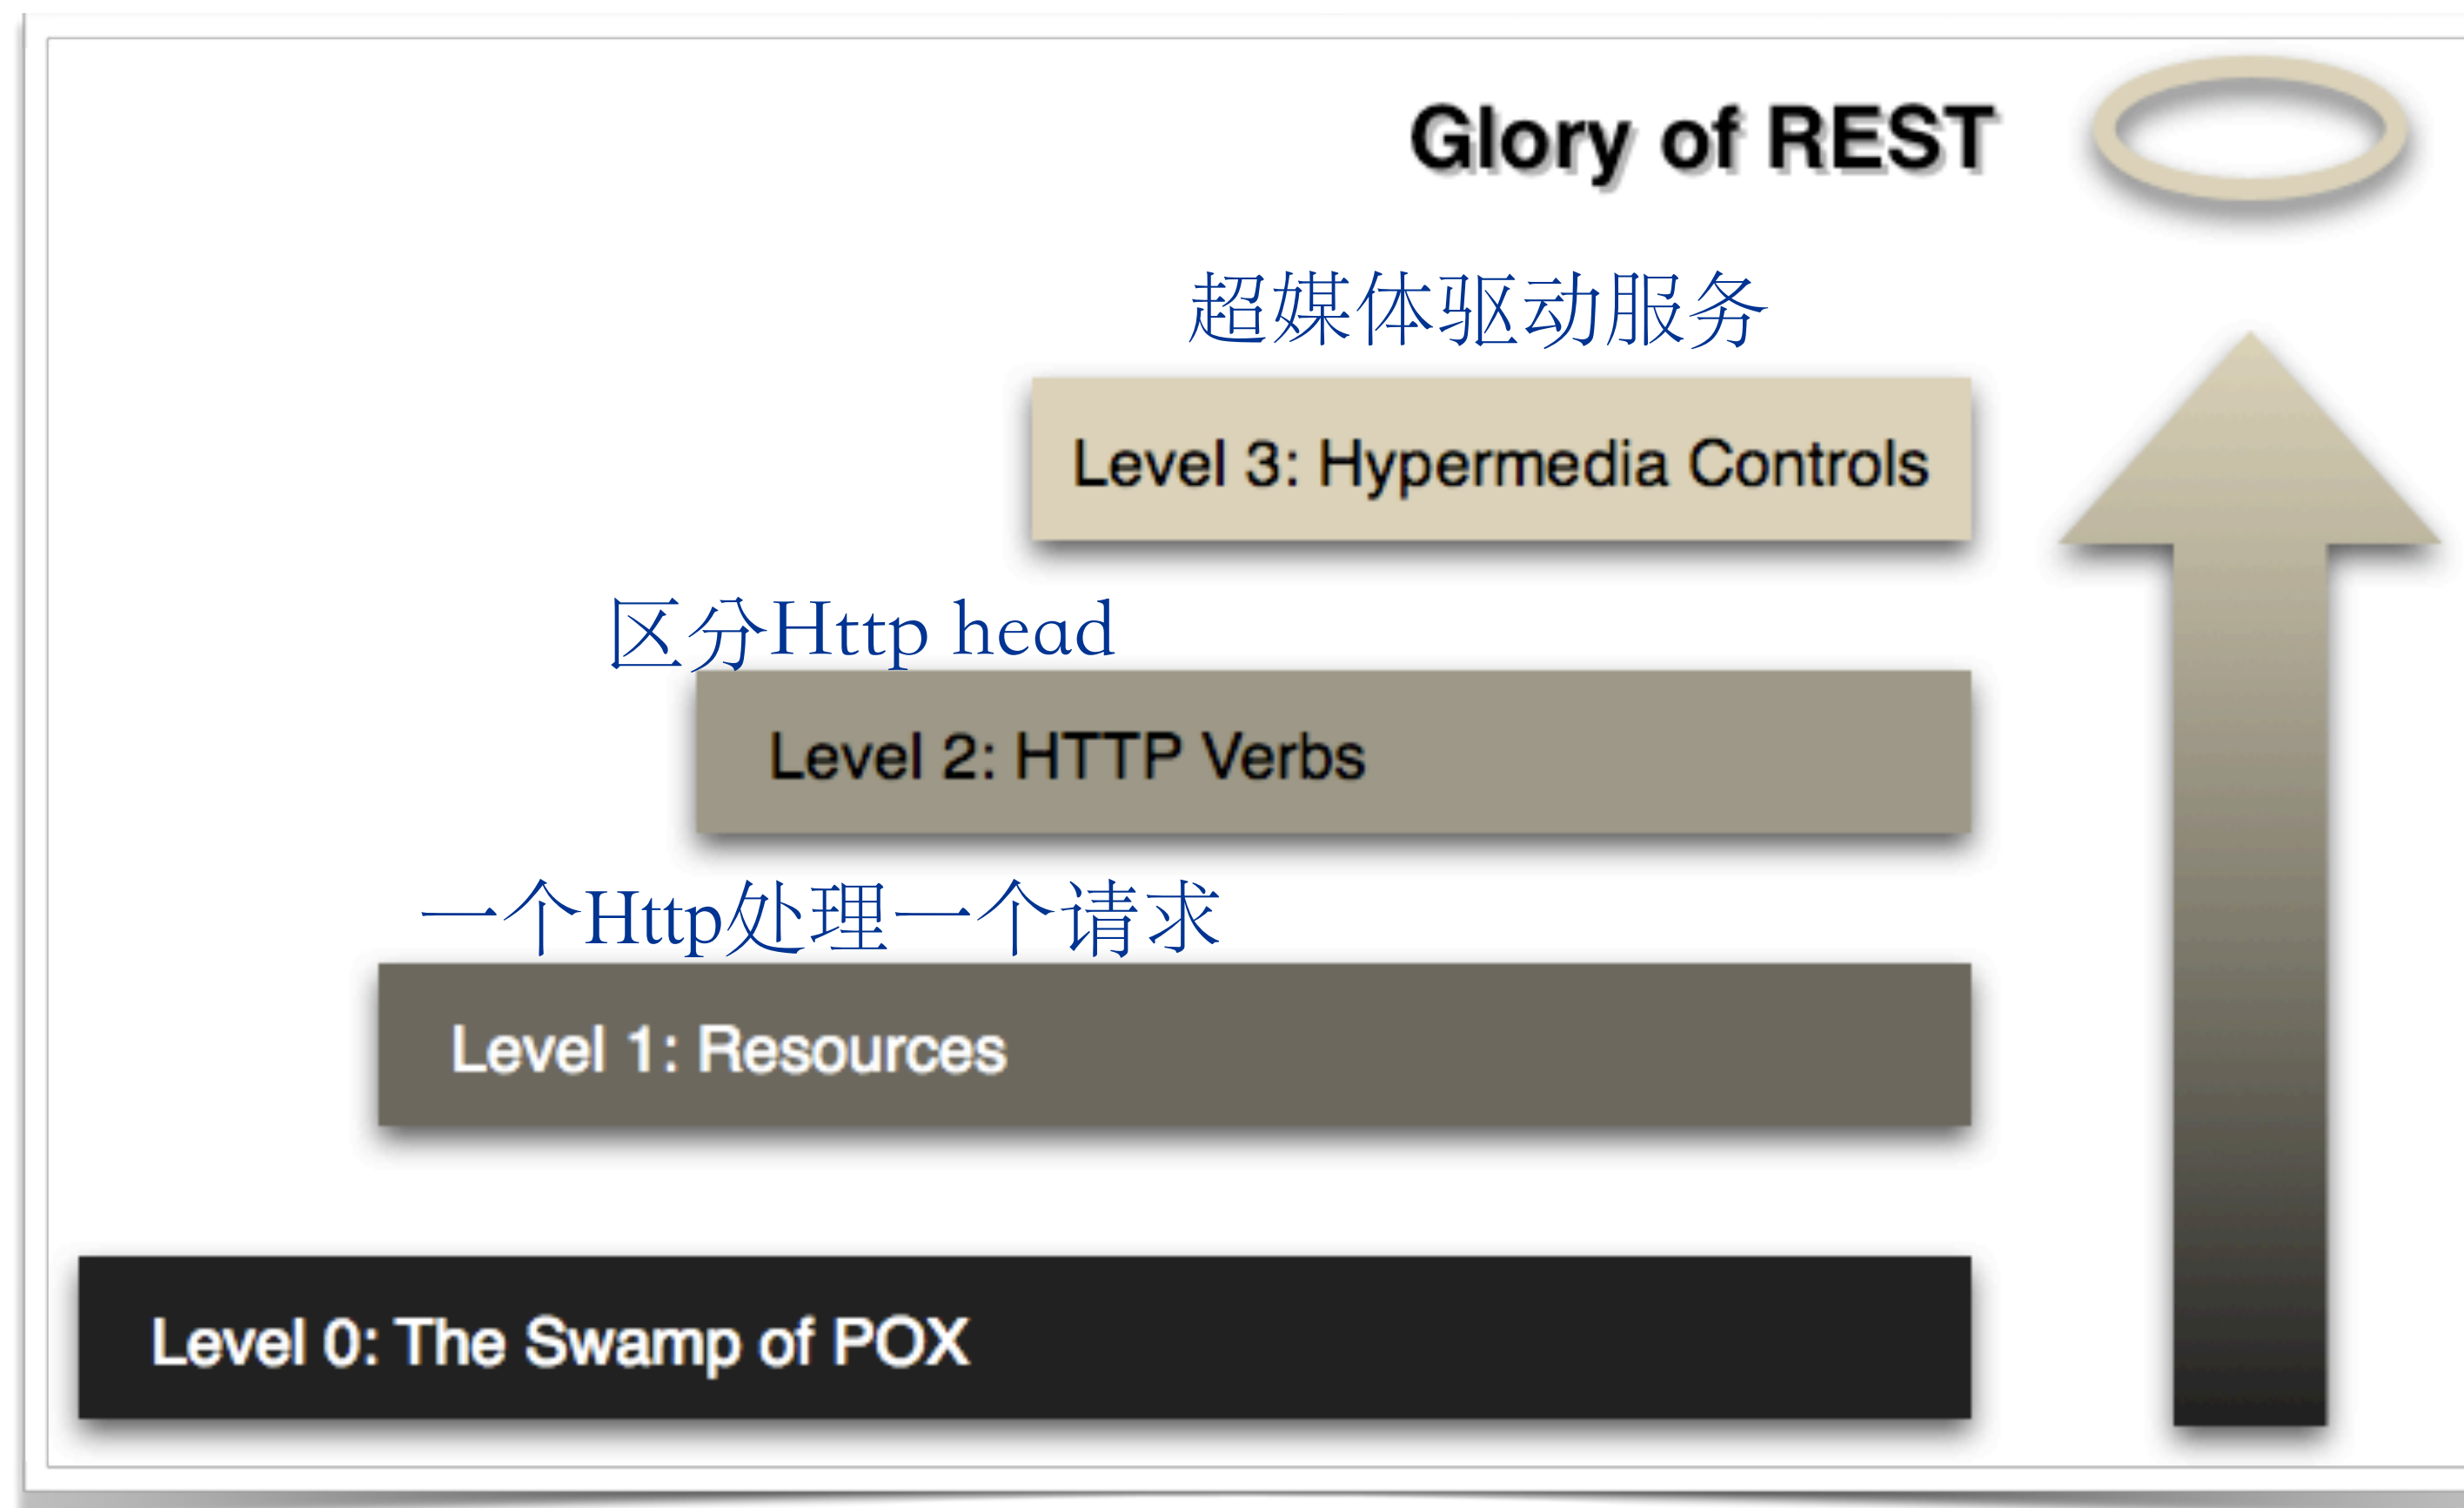 Glory of REST
超媒体驱动服务
Level 3: Hypermedia Controls
区分Http head
Level 2: HTTP Verbs
一个Http处理一个请求
Level 1: Resources
Level 0: The Swamp of POX